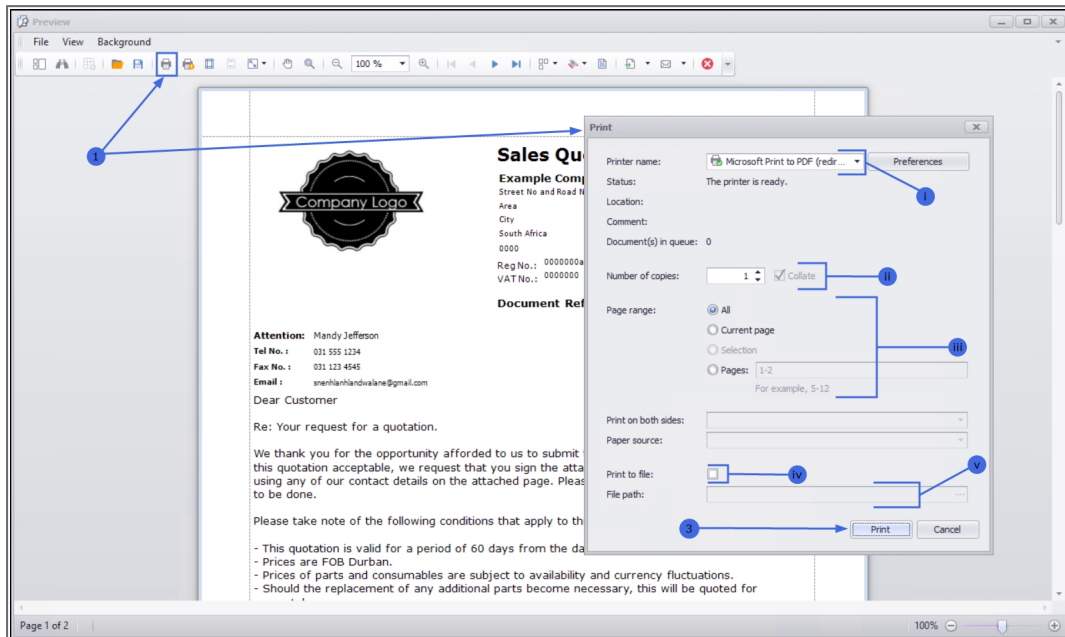 Preview
File View Background
100 %
1
Company Logo
Sales Qu
Example Comp
Street No and Road N
Area
City
South Africa
0000
Reg No.: 0000000a
VAT No.: 0000000
Document Ref
Attention: Mandy Jefferson
Tel No. : 031 555 1234
Fax No. : 031 123 4545
Email : snenhlanhlandwalane@gmail.com
Dear Customer
Re: Your request for a quotation.
We thank you for the opportunity afforded to us to submit
this quotation acceptable, we request that you sign the atta
using any of our contact details on the attached page. Pleas
to be done.
Please take note of the following conditions that apply to th
- This quotation is valid for a period of 60 days from the da
- Prices are FOB Durban.
- Prices of parts and consumables are subject to availability and currency fluctuations.
- Should the replacement of any additional parts become necessary, this will be quoted for
Print
Printer name: Microsoft Print to PDF (redir... Preferences
i
Status: The printer is ready.
Location:
Comment:
Document(s) in queue: 0
Number of copies: 1 Collate ii
Page range: All
Current page
iii
Selection
Pages: 1-2
For example, 5-12
Print on both sides:
Paper source:
v
Print to file: iv
File path: ...
3 Print Cancel
Page 1 of 2 100%